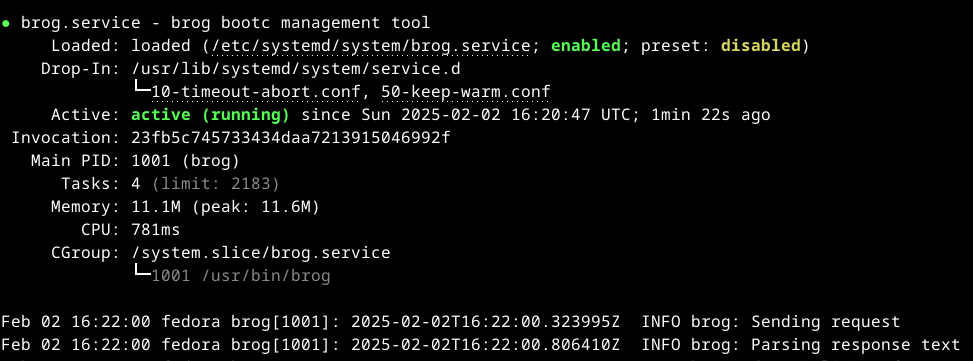 ● brog.service - brog bootc management tool
Loaded: loaded (/etc/systemd/system/brog.service; enabled; preset: disabled)
Drop-In: /usr/lib/systemd/system/service.d
└─10-timeout-abort.conf, 50-keep-warm.conf
Active: active (running) since Sun 2025-02-02 16:20:47 UTC; 1min 22s ago
Invocation: 23fb5c745733434daa7213915046992f
Main PID: 1001 (brog)
Tasks: 4 (limit: 2183)
Memory: 11.1M (peak: 11.6M)
CPU: 781ms
CGroup: /system.slice/brog.service
└─1001 /usr/bin/brog
Feb 02 16:22:00 fedora brog[1001]: 2025-02-02T16:22:00.323995Z  INFO brog: Sending request
Feb 02 16:22:00 fedora brog[1001]: 2025-02-02T16:22:00.806410Z  INFO brog: Parsing response text